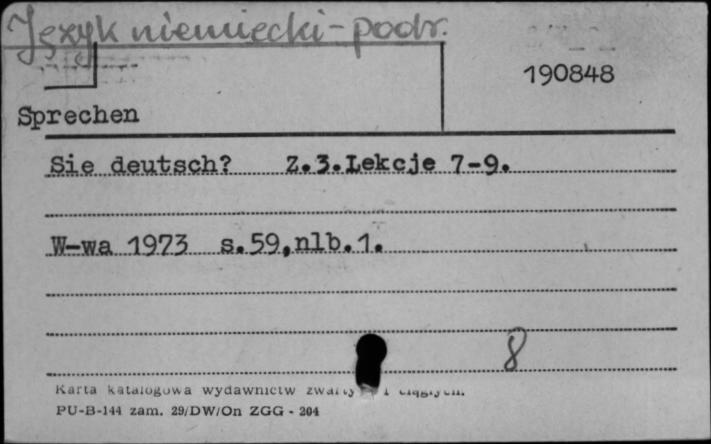 Język niemiecki-podr.
190848
Sprechen
Sie deutsch? Z.3.Lekcje 7-9.
W-wa 1973 s.59,nlb.1.
8
Karta katalogowa wydawnictw
PU-B-144 zam. 29/DW/On ZGG - 204